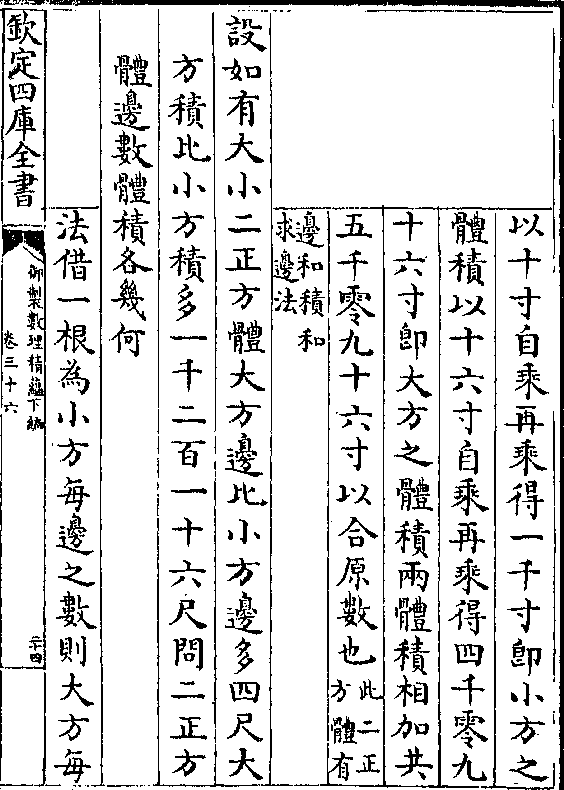 以十寸自乘再乘得一千寸卽小方之
體積以十六寸自乘再乘得四千零九
十六寸卽大方之體積兩體積相加共
五千零九十六寸以合原數也此二正
方體有
邊和積和
求邊法
設如有大小二正方體大方邊比小方邊多四尺大
方積比小方積多一千二百一十六尺問二正方
體邊數體積各幾何
法借一根為小方每邊之數則大方每
欽定四庫全書
御製數理精蘊下編
卷三十六
二十四